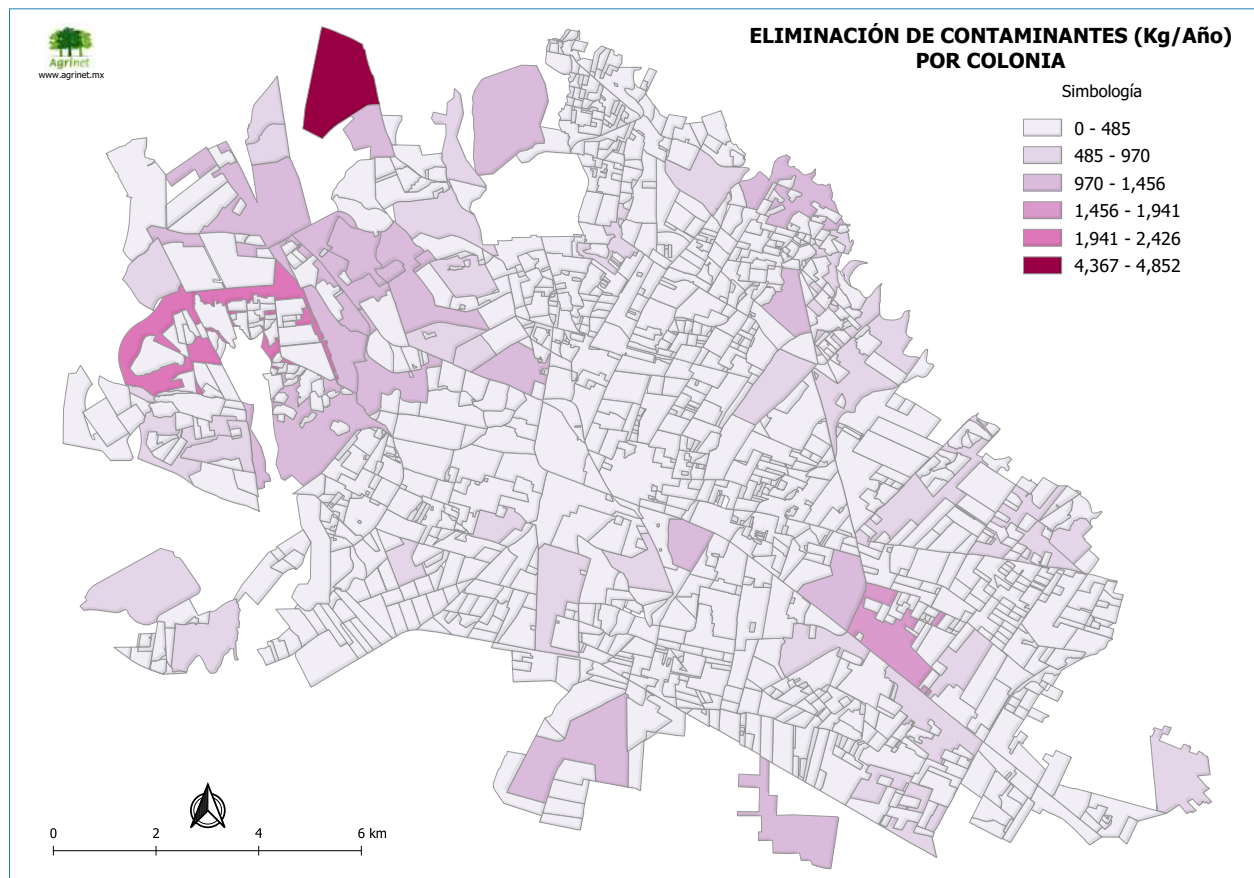 Agrinet
www.agrinet.mx
ELIMINACIÓN DE CONTAMINANTES (Kg/Año)
POR COLONIA
Simbología
0 - 485
485 - 970
970 - 1,456
1,456 - 1,941
1,941 - 2,426
4,367 - 4,852
0 2 4 6 km